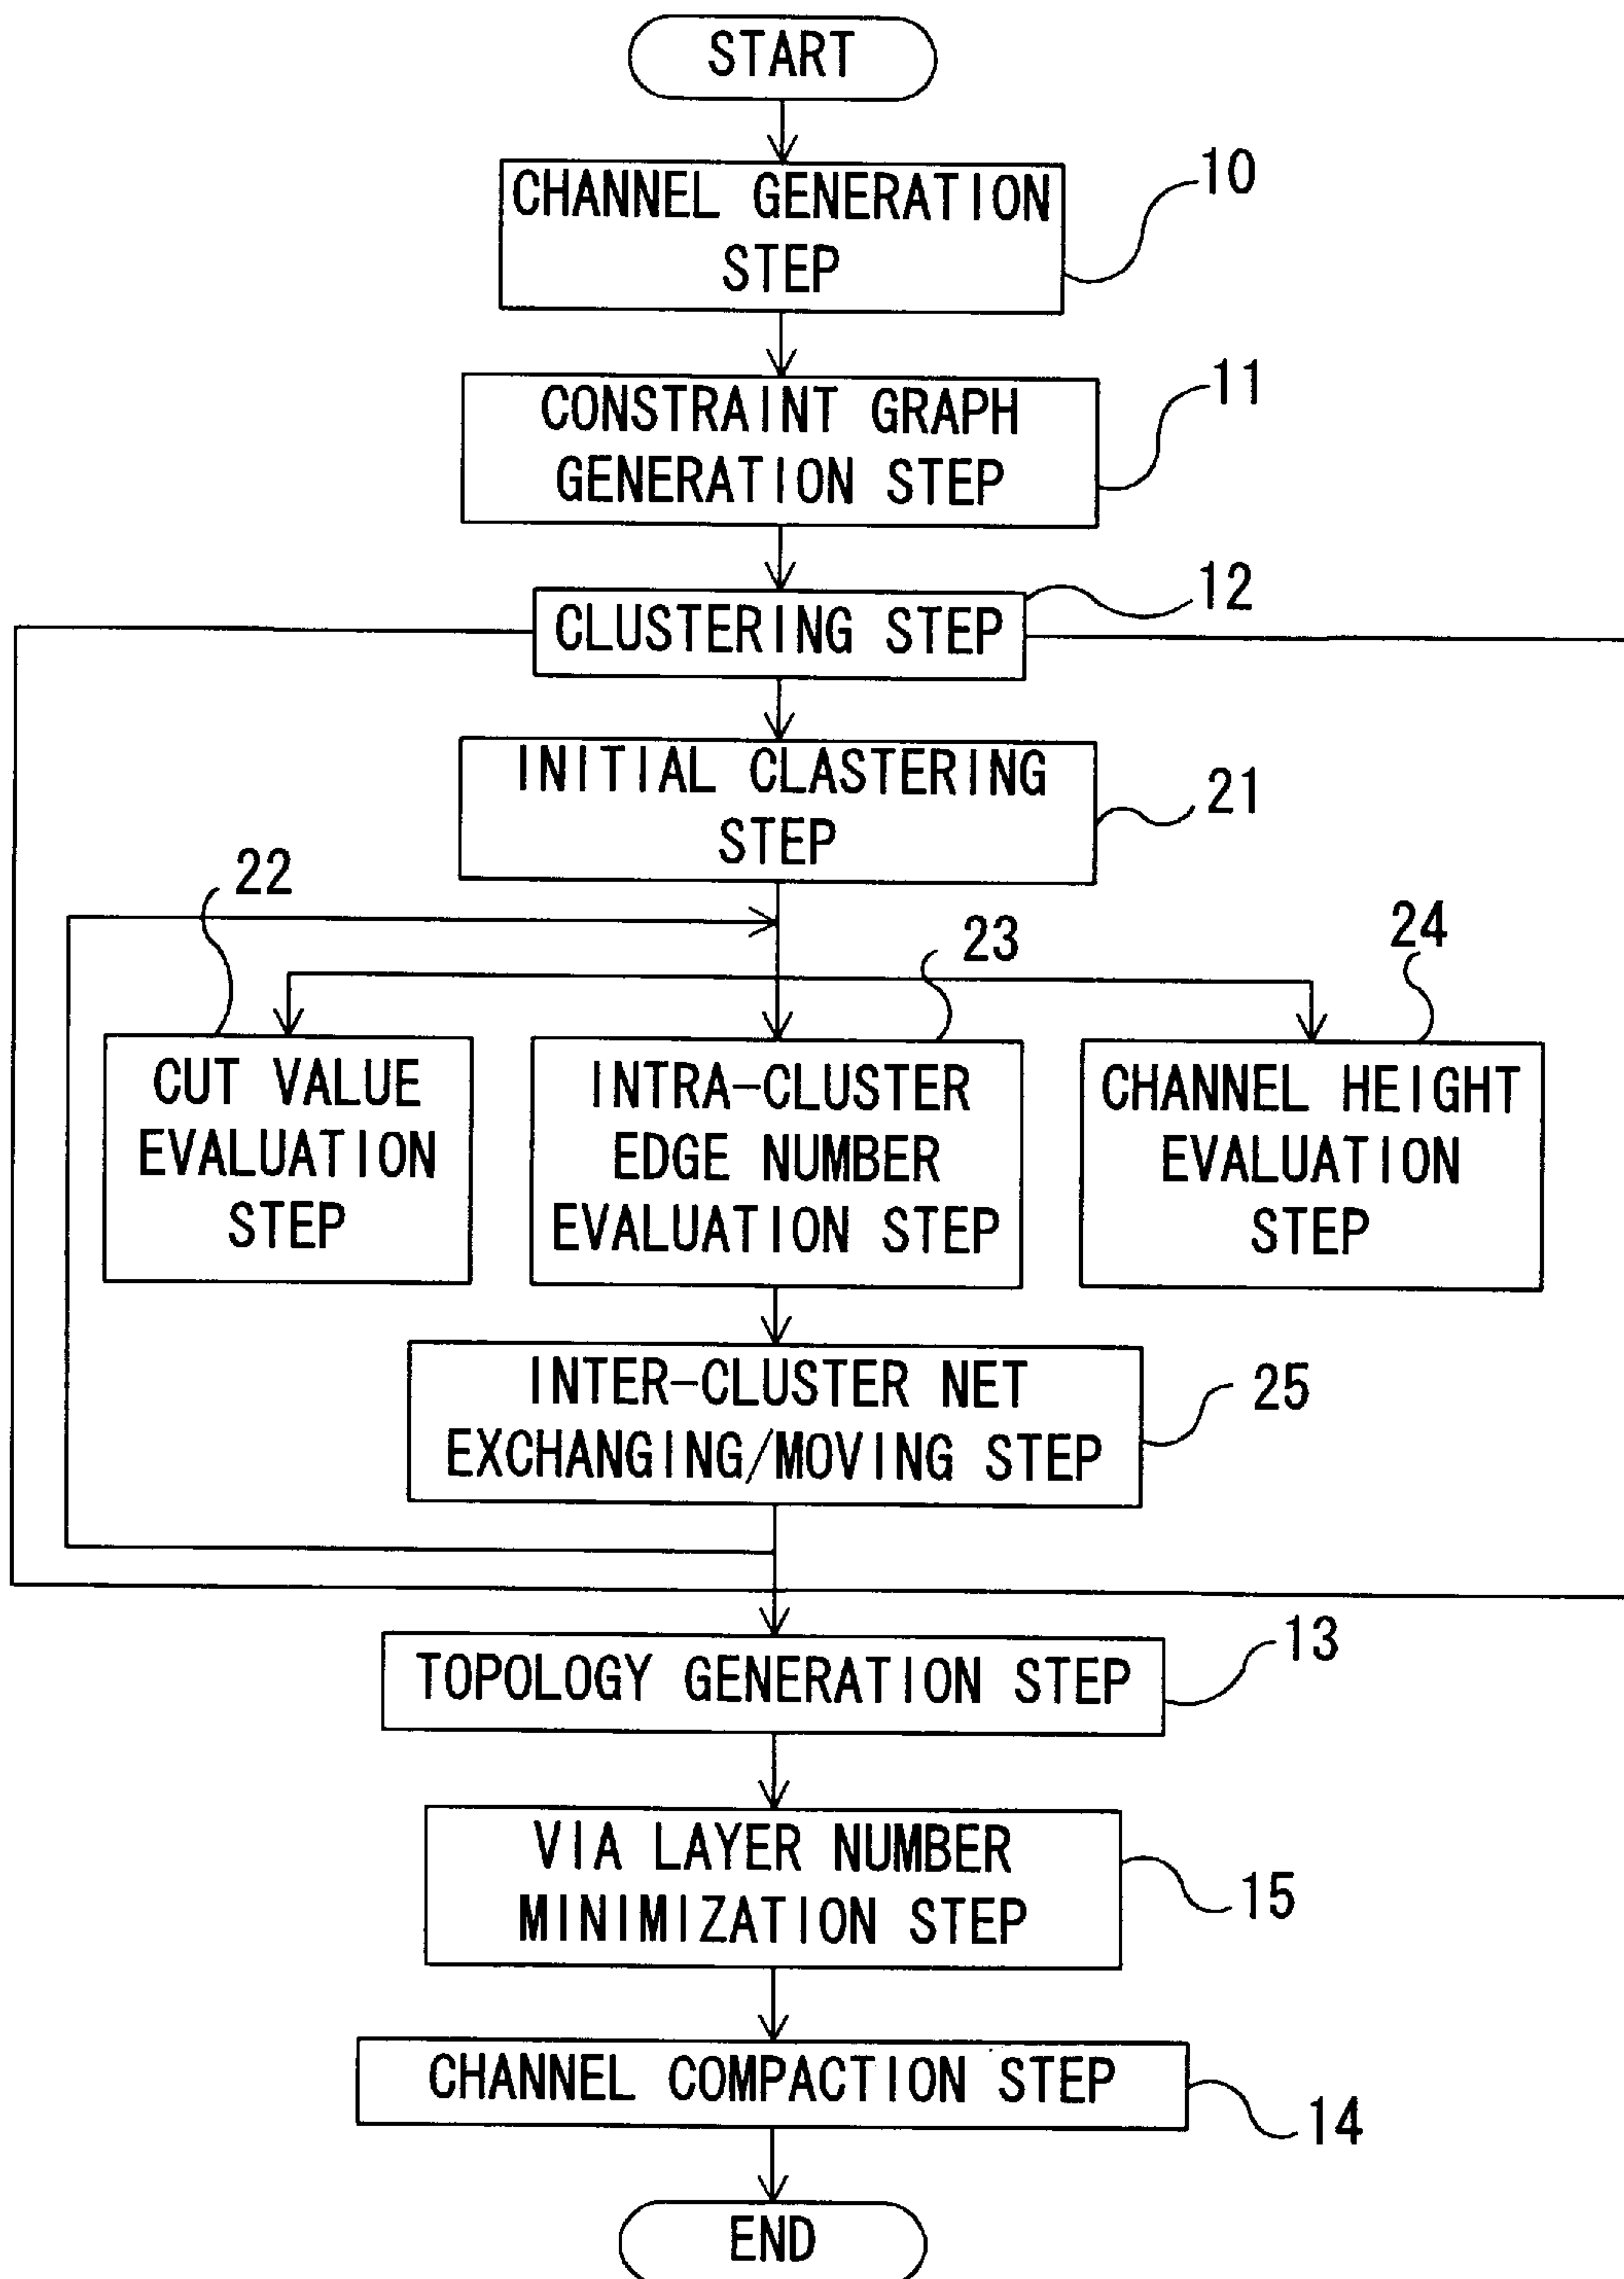 START
CHANNEL GENERATION
STEP
10
CONSTRAINT GRAPH
GENERATION STEP
11
CLUSTERING STEP
12
INITIAL CLASTERING
STEP
21
22
23
24
CUT VALUE
EVALUATION
STEP
INTRA-CLUSTER
EDGE NUMBER
EVALUATION STEP
CHANNEL HEIGHT
EVALUATION
STEP
INTER-CLUSTER NET
EXCHANGING/MOVING STEP
25
TOPOLOGY GENERATION STEP
13
VIA LAYER NUMBER
MINIMIZATION STEP
15
CHANNEL COMPACTION STEP
14
END